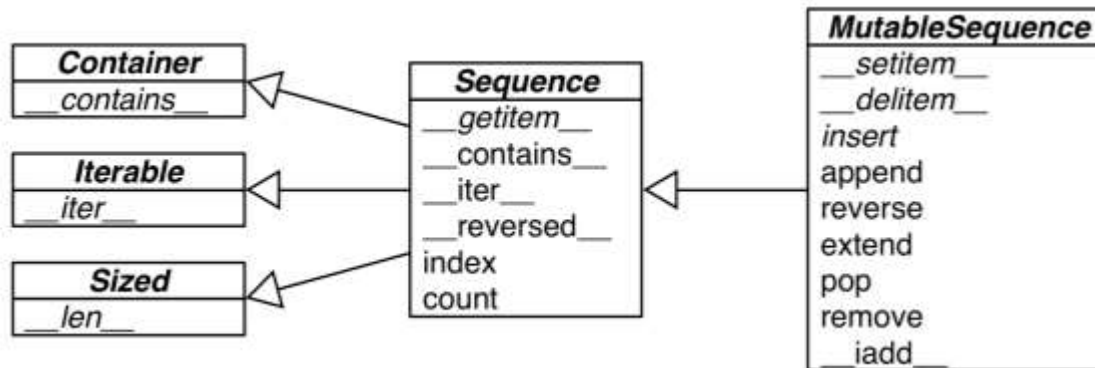 Container
__contains__
Iterable
__iter__
Sized
__len__
Sequence
__getitem__
__contains__
__iter__
__reversed__
index
count
MutableSequence
__setitem__
__delitem__
insert
append
reverse
extend
pop
remove
__iadd__